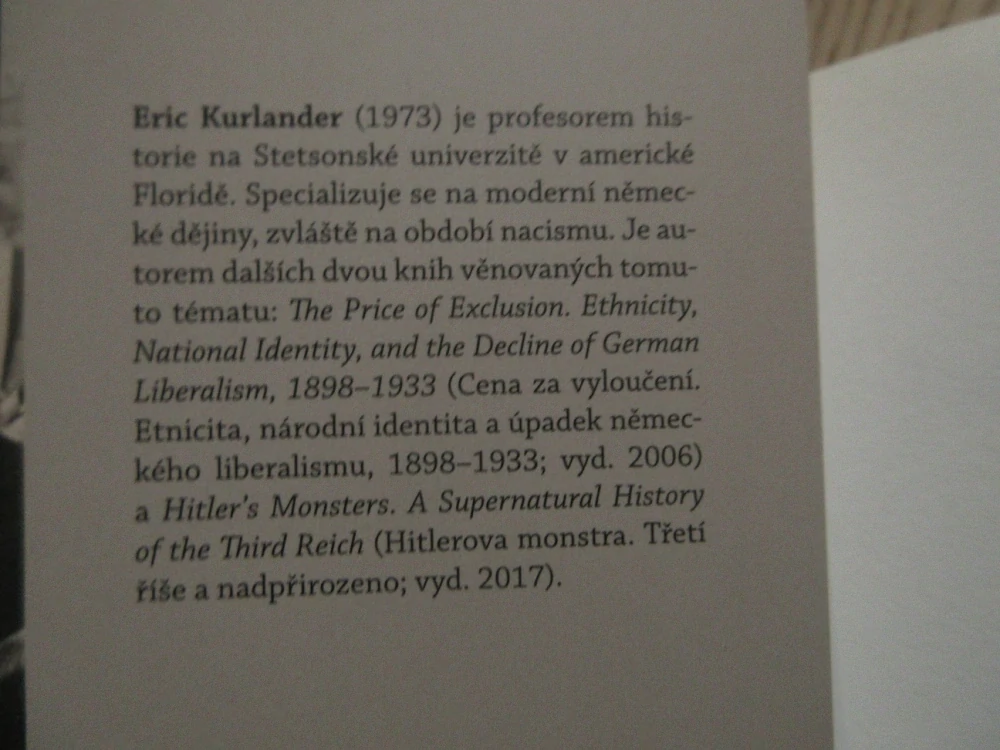 Eric Kurlander (1973) je profesorem his-
torie na Stetsonské univerzitě v americké
Floridě. Specializuje se na moderní němec-
ké dějiny, zvláště na období nacismu. Je au-
torem dalších dvou knih věnovaných tomu-
to tématu: The Price of Exclusion. Ethnicity,
National Identity, and the Decline of German
Liberalism, 1898–1933 (Cena za vyloučení.
Etnicita, národní identita a úpadek němec-
kého liberalismu, 1898–1933; vyd. 2006)
a Hitler's Monsters. A Supernatural History
of the Third Reich (Hitlerova monstra. Třetí
říše a nadpřirozeno; vyd. 2017).